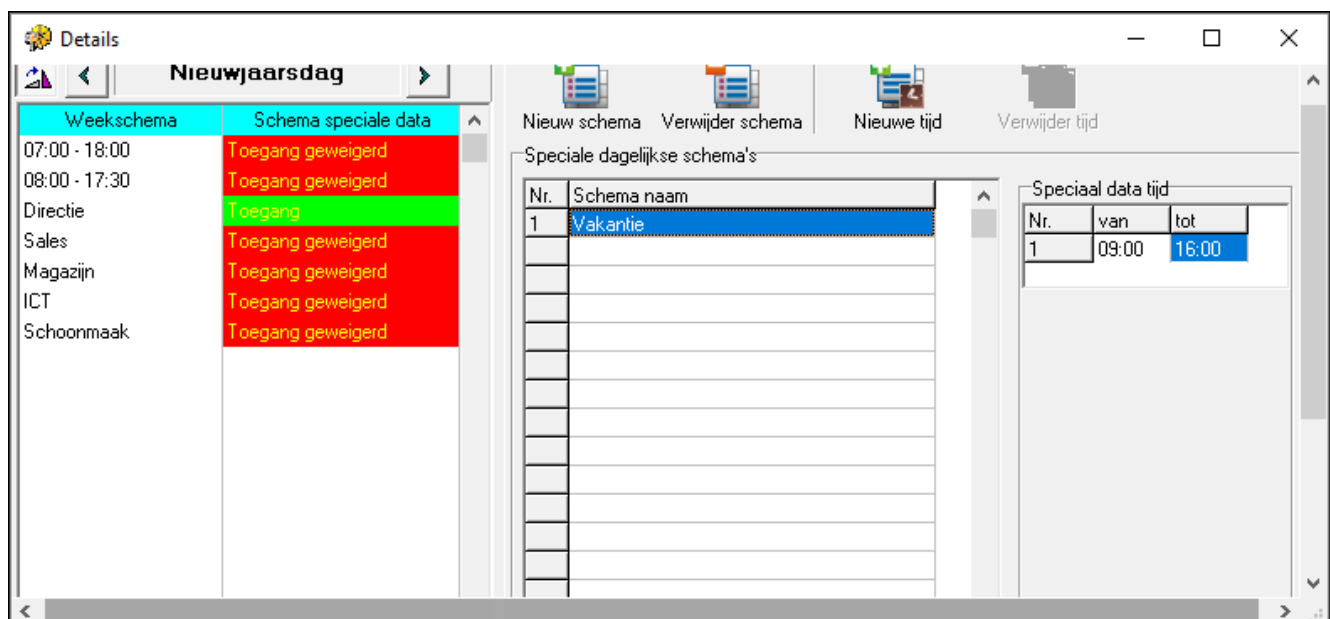 Details
Nieuwjaarsdag
Weekschema Schema speciale data
07:00 - 18:00 Toegang geweigerd
08:00 - 17:30 Toegang geweigerd
Directie Toegang
Sales Toegang geweigerd
Magazijn Toegang geweigerd
ICT Toegang geweigerd
Schoonmaak Toegang geweigerd
Nieuw schema Verwijder schema Nieuwe tijd Verwijder tijd
Speciale dagelijkse schema's
Nr. Schema naam
1 Vakantie
Speciaal data tijd
Nr. van tot
1 09:00 16:00